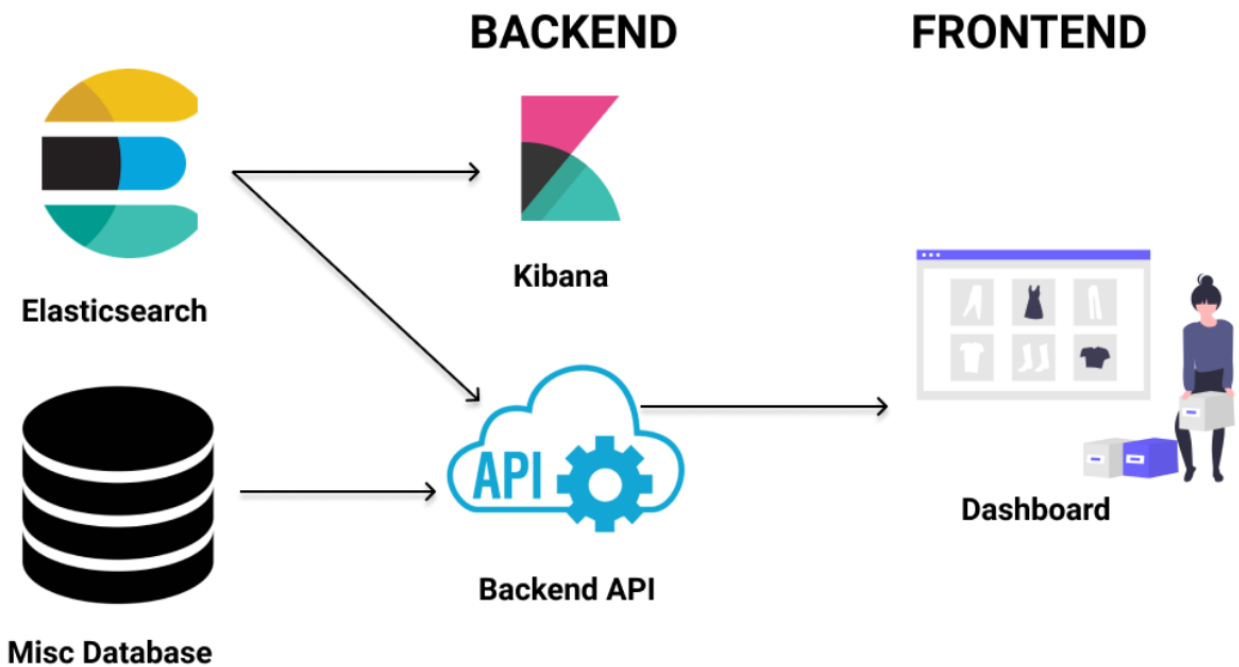 BACKEND
FRONTEND
Elasticsearch
Kibana
API
Misc Database
Backend API
Dashboard